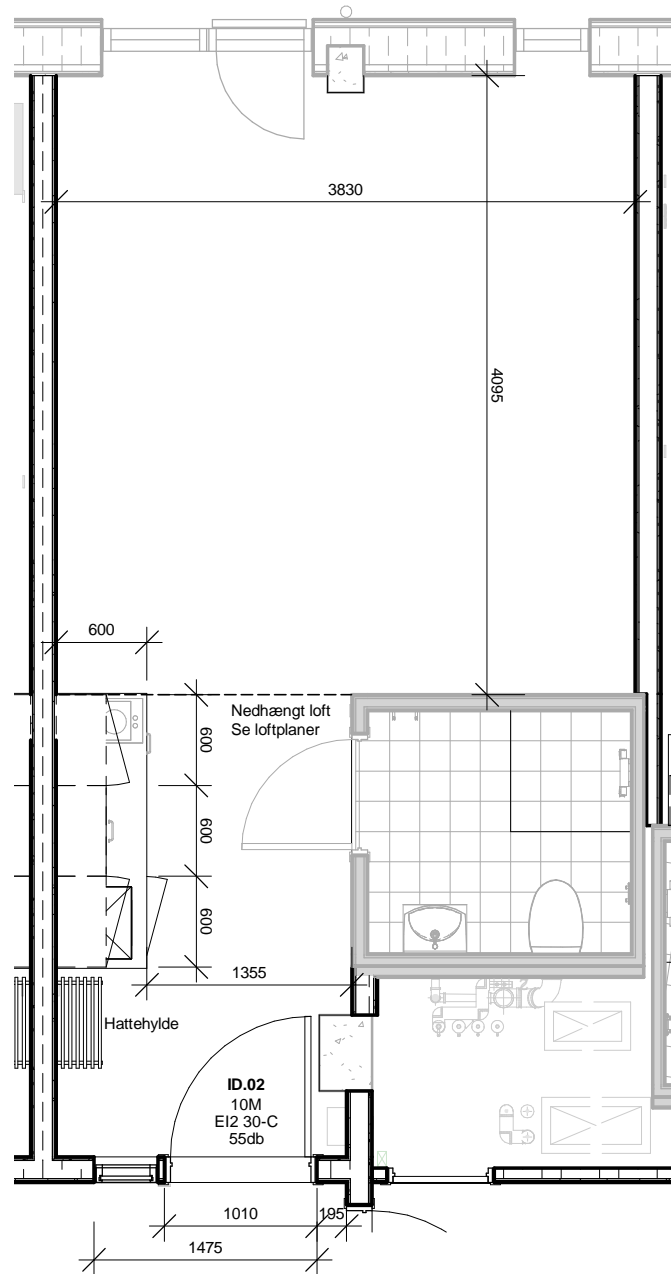 3830
4095
600
Nedhængt loft
Se loftplaner
600
600
600
1355
Hattehylde
ID.02
10M
EI2 30-C
55db
1010
195
1475